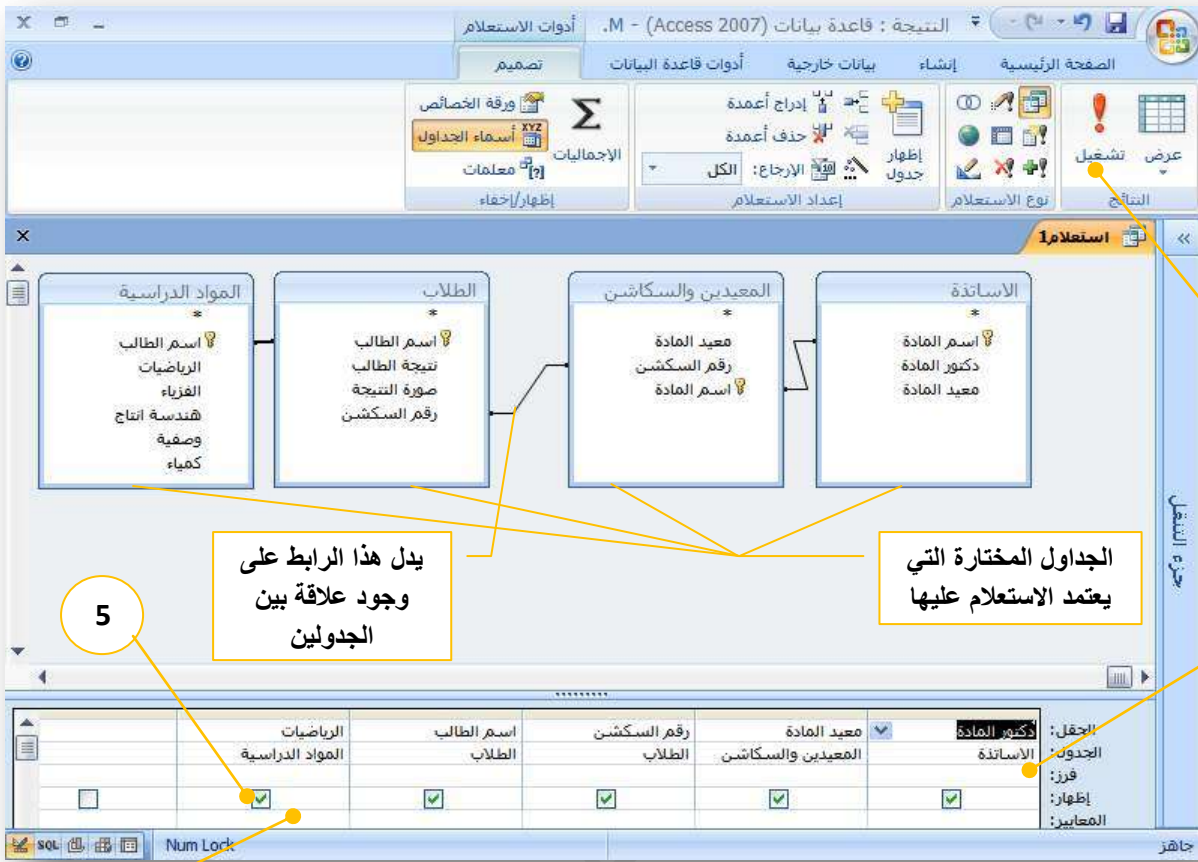 النتيجة : قاعدة بيانات (Access 2007) - M.
أدوات الاستعلام
الصفحة الرئيسية
إنشاء
بيانات خارجية
أدوات قاعدة البيانات
تصميم
عرض
تشغيل
النتائج
نوع الاستعلام
إظهار جدول
إدراج أعمدة
حذف أعمدة
الإرجاع: الكل
إعداد الاستعلام
الإجماليات
ورقة الخصائص
أسماء الجداول
معلمات
إظهار/إخفاء
استعلام1
جزء التنقل
الاساتذة
*
اسم المادة
دكتور المادة
معيد المادة
المعيدين والسكاشن
*
معيد المادة
رقم السكشن
اسم المادة
الطلاب
*
اسم الطالب
نتيجة الطالب
صورة النتيجة
رقم السكشن
المواد الدراسية
*
اسم الطالب
الرياضيات
الفزياء
هندسة انتاج
وصفية
كمياء
الجداول المختارة التي
يعتمد الاستعلام عليها
يدل هذا الرابط على
وجود علاقة بين
الجدولين
5
الحقل: دكتور المادة معيد المادة رقم السكشن اسم الطالب الرياضيات
الجدول: الاساتذة المعيدين والسكاشن الطلاب الطلاب المواد الدراسية
فرز:
إظهار:
المعايير:
جاهز
Num Lock
SQL